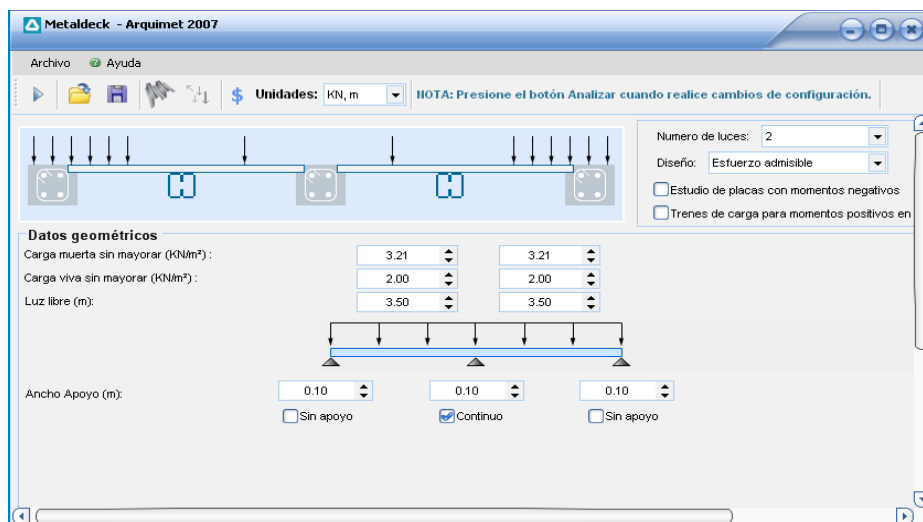 Metaldeck - Arquimet 2007
Archivo Ayuda
$ Unidades: KN, m NOTA: Presione el botón Analizar cuando realice cambios de configuración.
Numero de luces: 2
Diseño: Esfuerzo admisible
Estudio de placas con momentos negativos
Trenes de carga para momentos positivos en
Datos geométricos
Carga muerta sin mayorar (KN/m²) : 3.21 3.21
Carga viva sin mayorar (KN/m²) : 2.00 2.00
Luz libre (m): 3.50 3.50
Ancho Apoyo (m): 0.10 0.10 0.10
Sin apoyo Continuo Sin apoyo